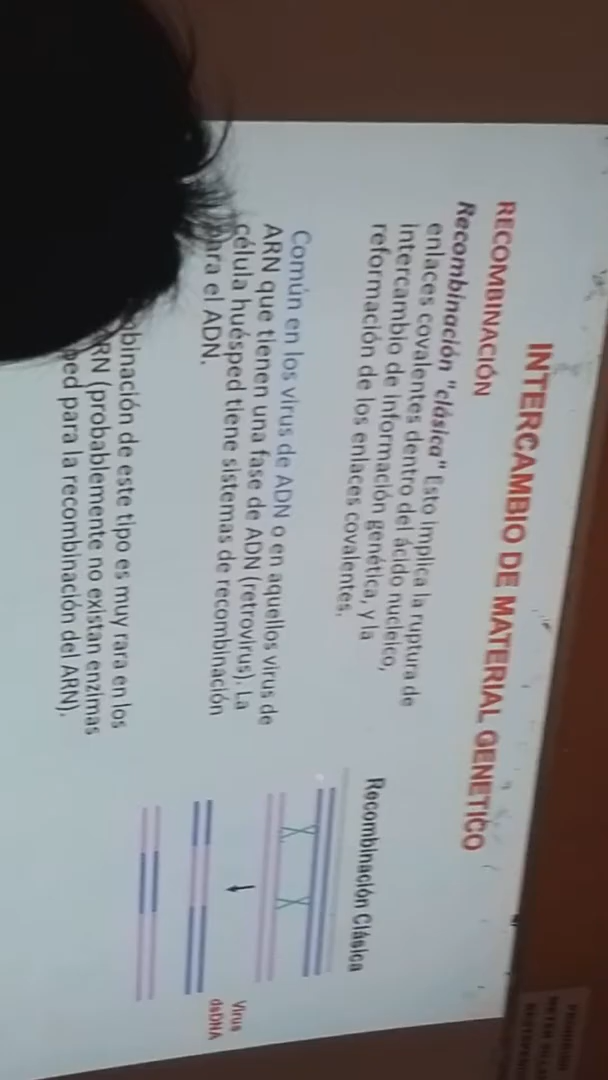 INTERCAMBIO DE MATERIAL GENETICO
RECOMBINACIÓN
Recombinación "clásica" Esto implica la ruptura de
enlaces covalentes dentro del ácido nucleico,
intercambio de información genética, y la
reformación de los enlaces covalentes.
Común en los virus de ADN o en aquellos virus de
ARN que tienen una fase de ADN (retrovirus). La
célula huésped tiene sistemas de recombinación
para el ADN.
binación de este tipo es muy rara en los
RN (probablemente no existan enzimas
ped para la recombinación del ARN).
Recombinación Clásica
Virus
dsDNA